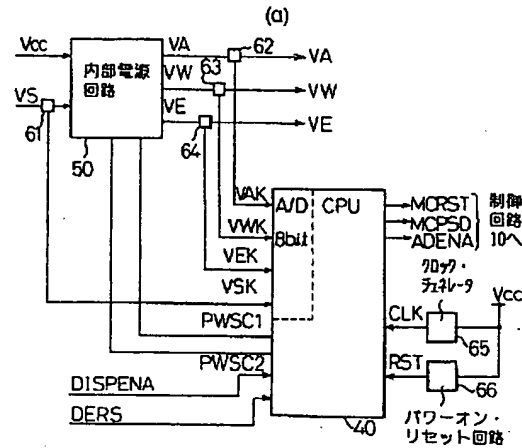 (a)
Vcc
VA
62
VA
内部電源
回路
VW
63
VW
VS
VE
VE
61
64
50
VAK
A/D
CPU
MCRST
制御
回路
10へ
VWK
8bit
MCPSD
VEK
ADENA
VSK
クロック・
チェネレータ
Vcc
PWSC1
CLK
65
PWSC2
RST
66
DISPENA
DERS
40
パワーオン・
リセット回路